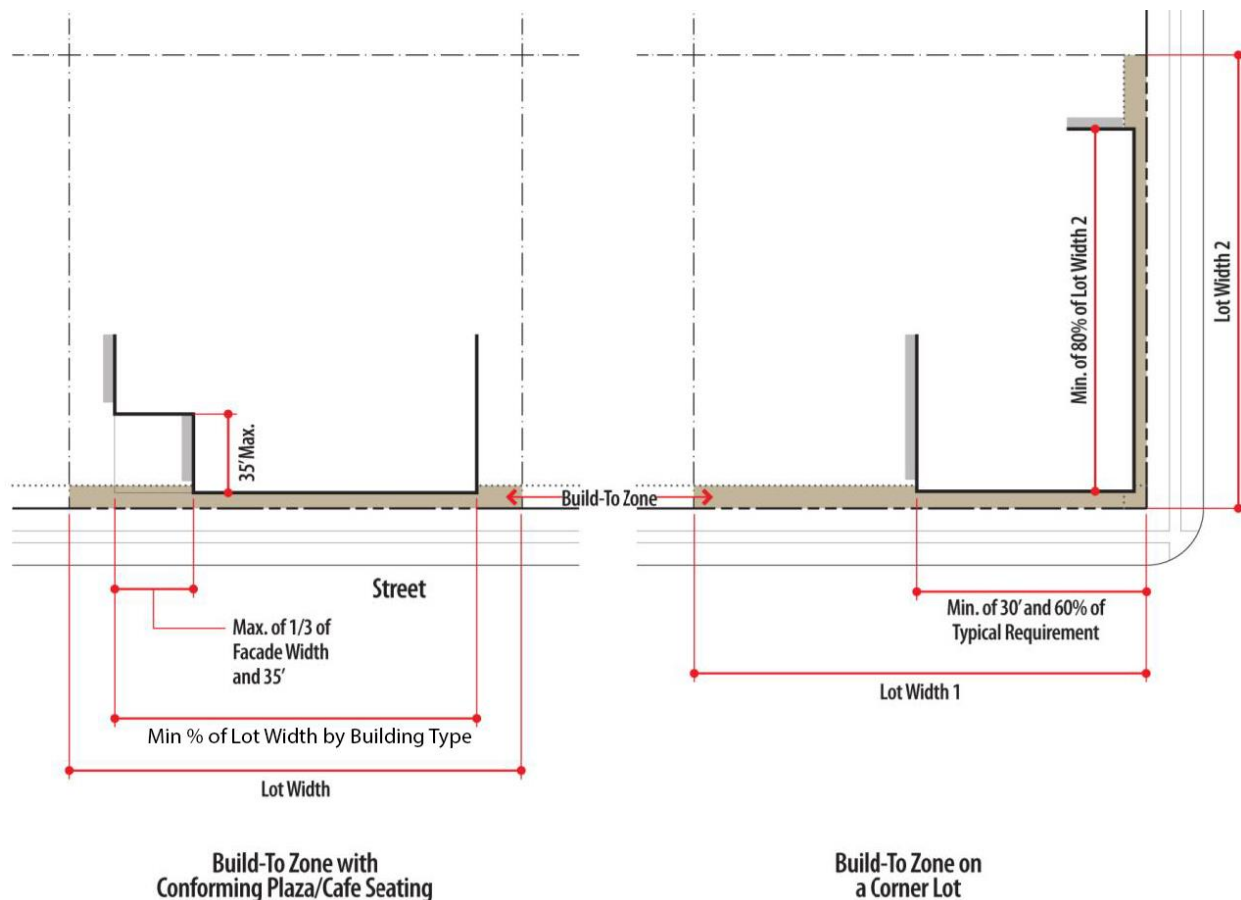 35' Max.
Build-To Zone
Street
Max. of 1/3 of
Facade Width
and 35'
Min % of Lot Width by Building Type
Lot Width
Build-To Zone with
Conforming Plaza/Cafe Seating
Min. of 80% of Lot Width 2
Lot Width 2
Min. of 30' and 60% of
Typical Requirement
Lot Width 1
Build-To Zone on
a Corner Lot